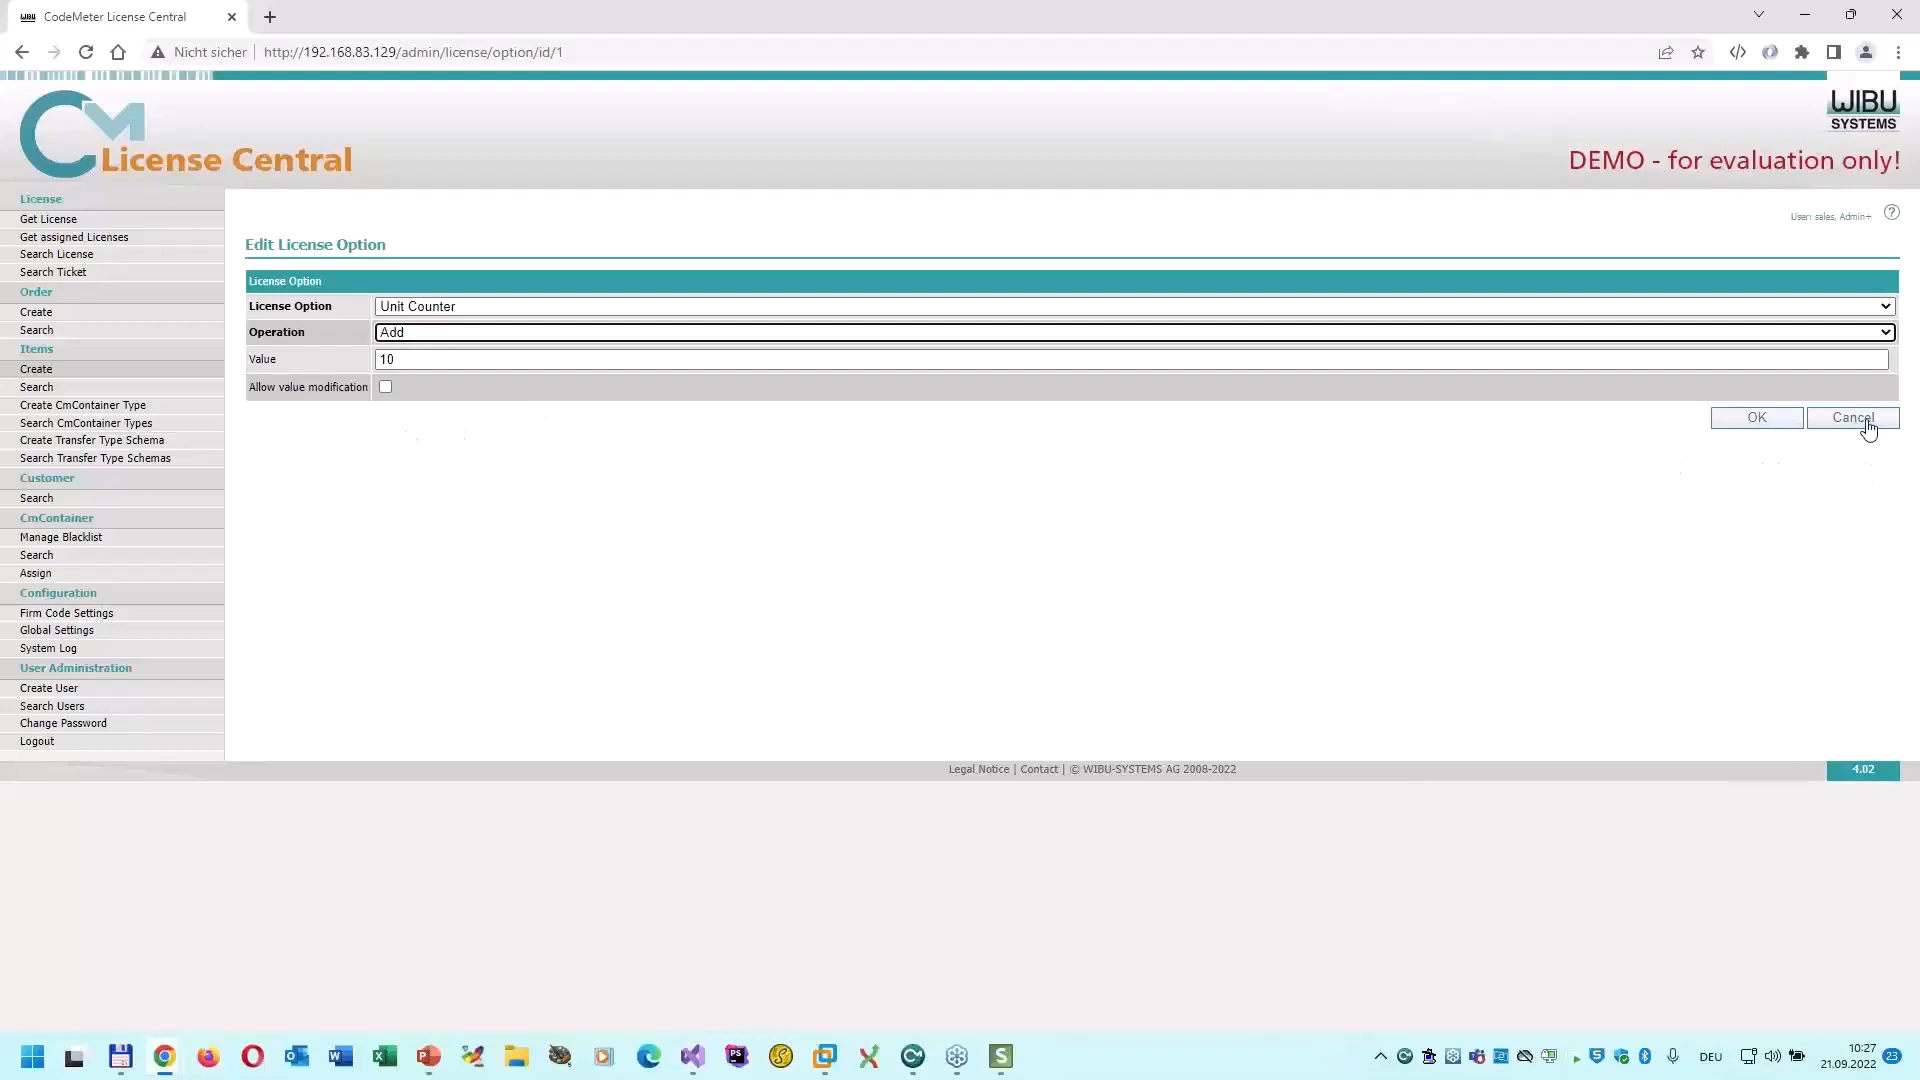 CodeMeter License Central
Nicht sicher
http://192.168.83.129/admin/license/option/id/1
CM
License Central
WIBU
SYSTEMS
DEMO - for evaluation only!
User: sales, Admin+
License
Get License
Get assigned Licenses
Search License
Search Ticket
Order
Create
Search
Items
Create
Search
Create CmContainer Type
Search CmContainer Types
Create Transfer Type Schema
Search Transfer Type Schemas
Customer
Search
CmContainer
Manage Blacklist
Search
Assign
Configuration
Firm Code Settings
Global Settings
System Log
User Administration
Create User
Search Users
Change Password
Logout
Edit License Option
License Option
License Option Unit Counter
Operation Add
Value 10
Allow value modification
OK Cancel
Legal Notice | Contact | © WIBU-SYSTEMS AG 2008-2022
4.02
DEU
10:27
21.09.2022
23